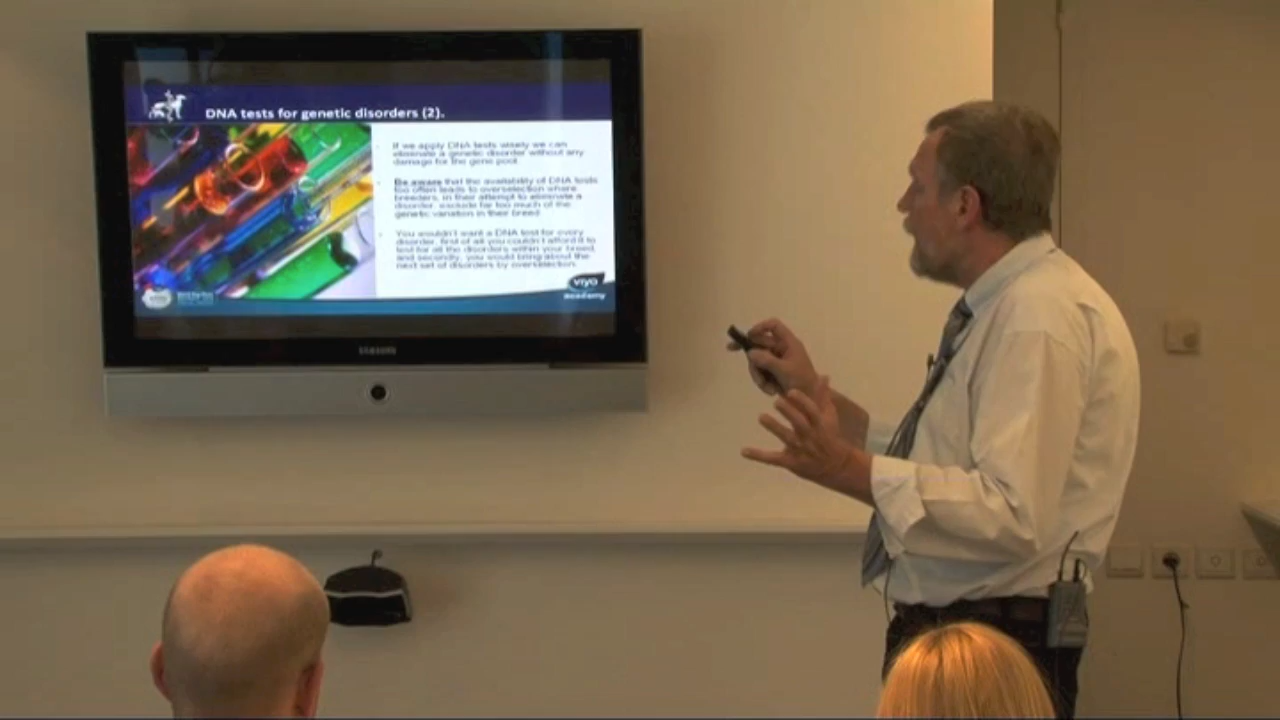 DNA tests for genetic disorders (2).
If we apply DNA tests wisely we can
eliminate a genetic disorder without any
damage for the gene pool.
Be aware that the availability of DNA tests
too often leads to overselection where
breeders, in their attempt to eliminate a
disorder, exclude far too much of the
genetic variation in their breed.
You wouldn't want a DNA test for every
disorder, first of all you couldn't afford it to
test for all the disorders within your breed,
and secondly, you would bring about the
next set of disorders by overselection.
viyo
academy
SAMSUNG